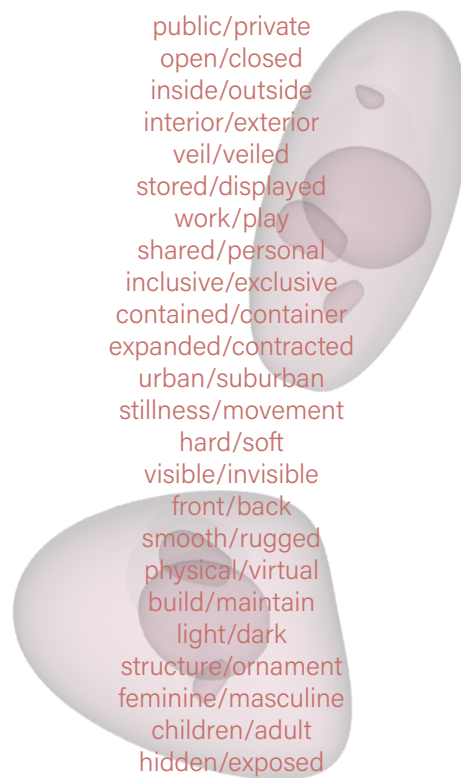 public/private
open/closed
inside/outside
interior/exterior
veil/veiled
stored/displayed
work/play
shared/personal
inclusive/exclusive
contained/container
expanded/contracted
urban/suburban
stillness/movement
hard/soft
visible/invisible
front/back
smooth/rugged
physical/virtual
build/maintain
light/dark
structure/ornament
feminine/masculine
children/adult
hidden/exposed